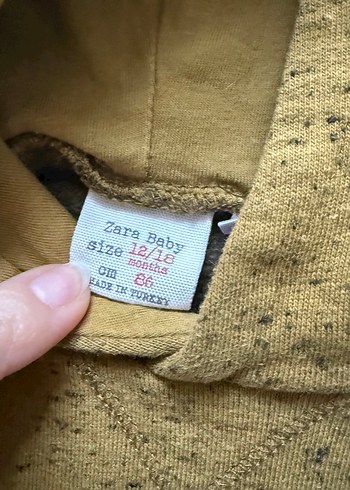 Zara Baby
size 12/18
months
cm 86
MADE IN TURKEY